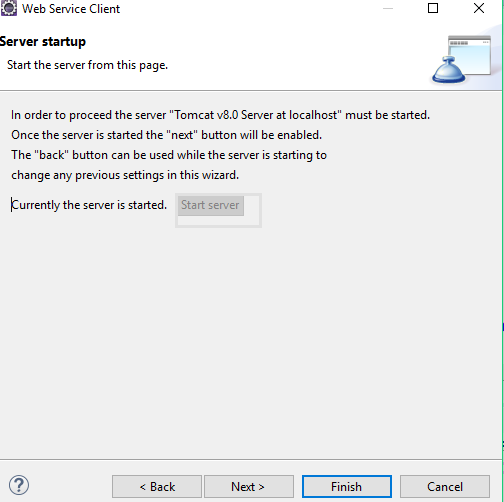 Web Service Client
Server startup
Start the server from this page.
In order to proceed the server "Tomcat v8.0 Server at localhost" must be started.
Once the server is started the "next" button will be enabled.
The "back" button can be used while the server is starting to
change any previous settings in this wizard.
Currently the server is started. Start server
? < Back Next > Finish Cancel